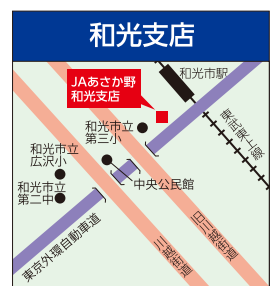 和光支店
JAあさか野
和光支店
和光市駅
東武東上線
和光市立
第三小
和光市立
広沢小
和光市立
第二中
中央公民館
東京外環自動車道
川越街道
旧川越街道